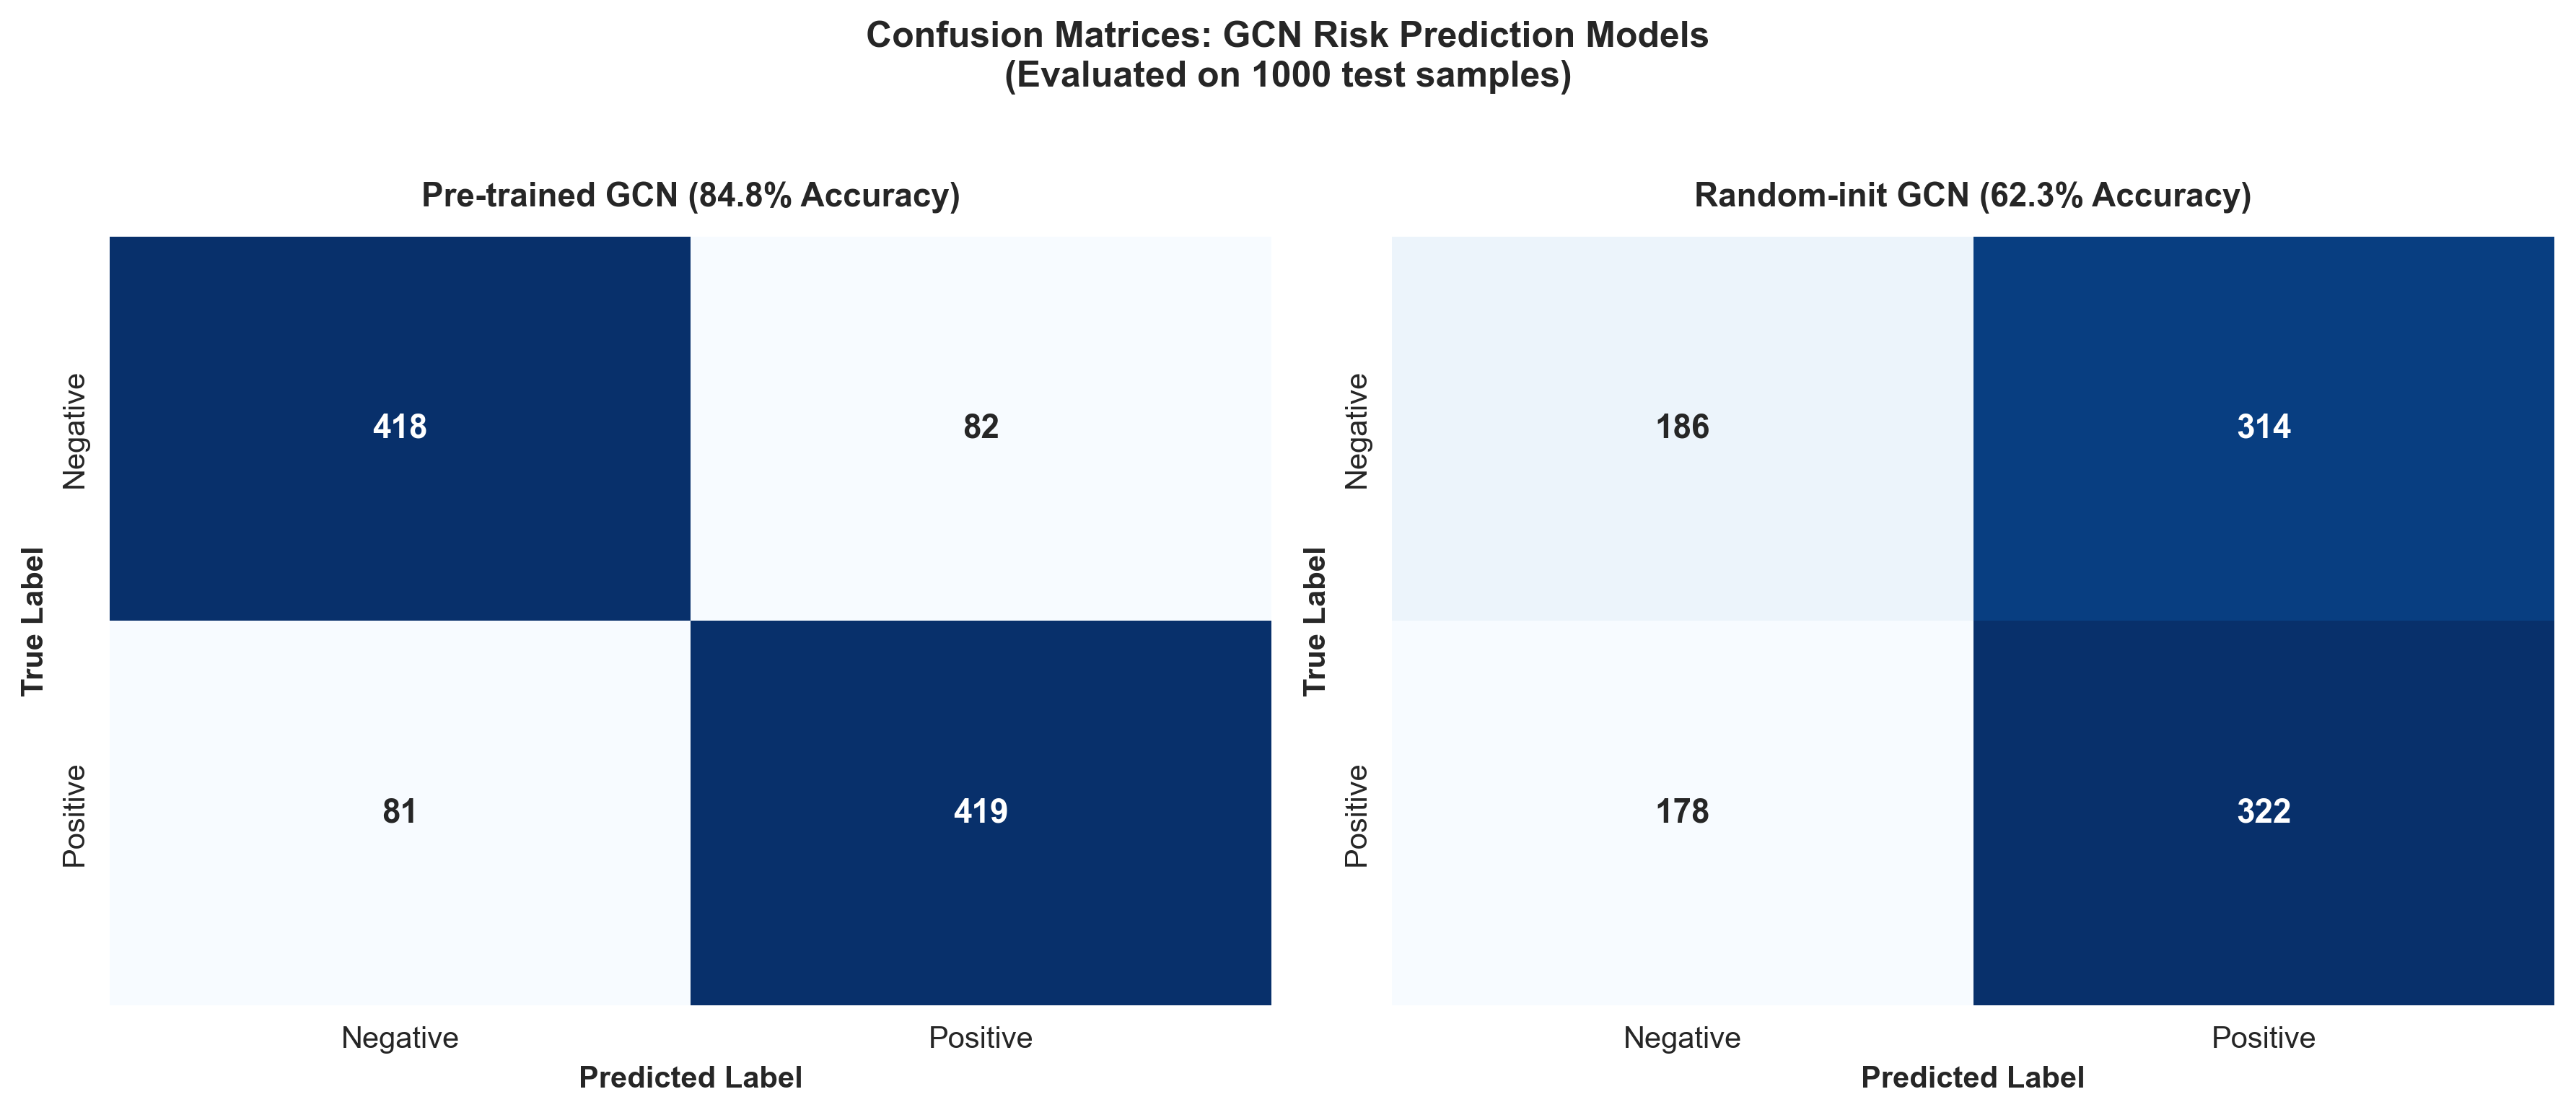 Confusion Matrices: GCN Risk Prediction Models
(Evaluated on 1000 test samples)
Pre-trained GCN (84.8% Accuracy)
True Label
Negative
418
82
Positive
81
419
Negative
Positive
Predicted Label
Random-init GCN (62.3% Accuracy)
True Label
Negative
186
314
Positive
178
322
Negative
Positive
Predicted Label